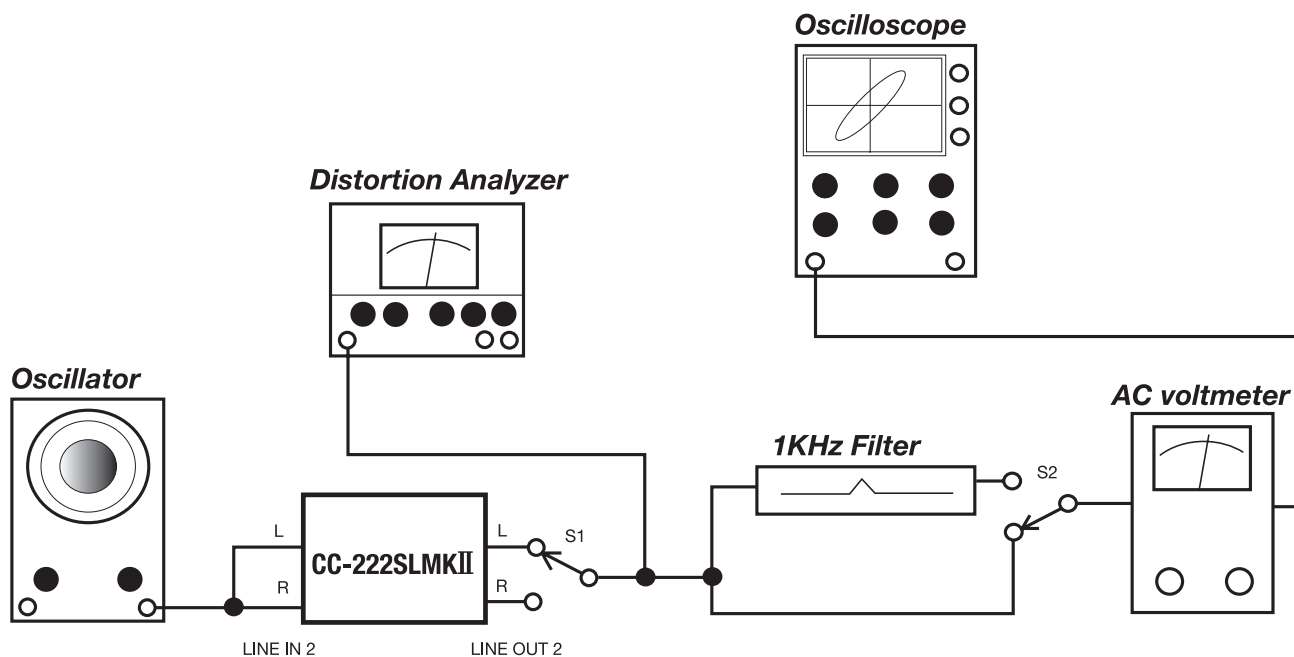 Oscilloscope
Distortion Analyzer
Oscillator
AC voltmeter
1KHz Filter
S2
L
L
S1
CC-222SLMKⅡ
R
R
LINE IN 2
LINE OUT 2